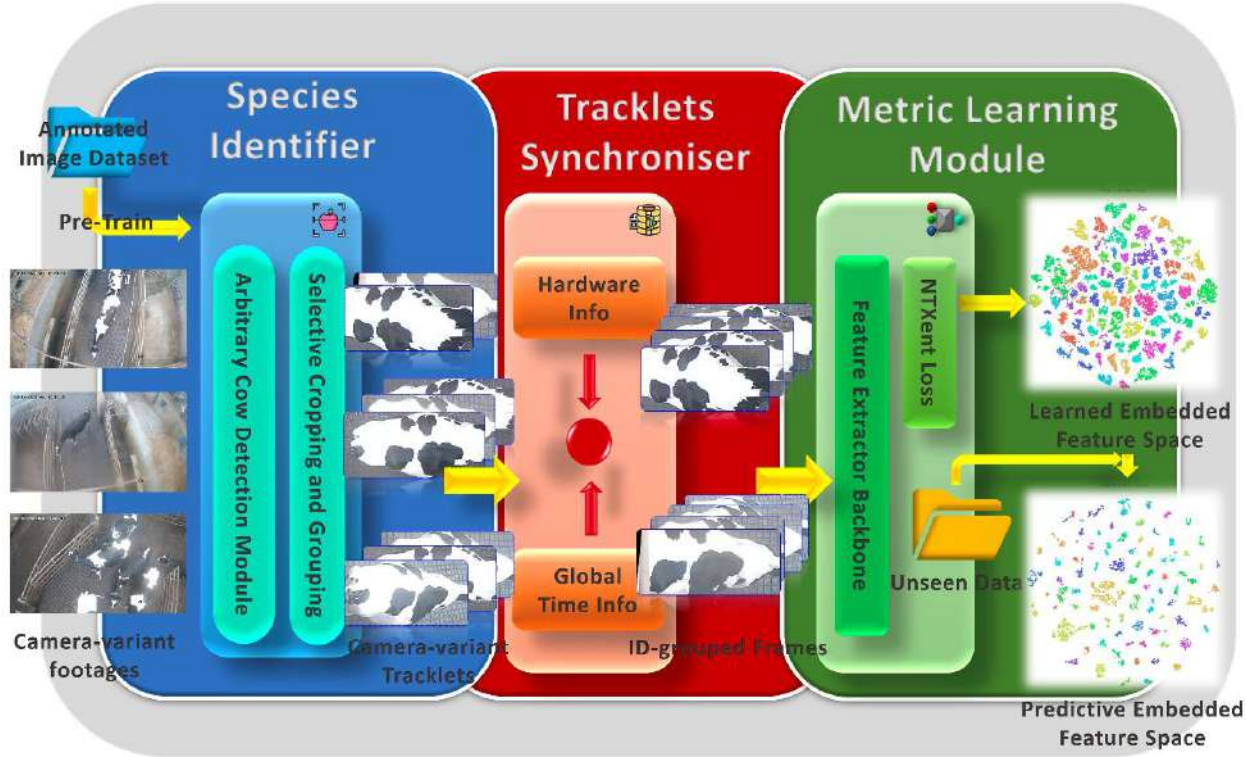 Species
Identifier
Tracklets
Synchroniser
Metric Learning
Module
Annotated
Image Dataset
Pre-Train
Camera-variant
footages
Arbitrary Cow Detection Module
Selective Cropping and Grouping
Camera-variant
Tracklets
Hardware
Info
Global
Time Info
ID-grouped Frames
Feature Extractor Backbone
NTXent Loss
Unseen Data
Learned Embedded
Feature Space
Predictive Embedded
Feature Space